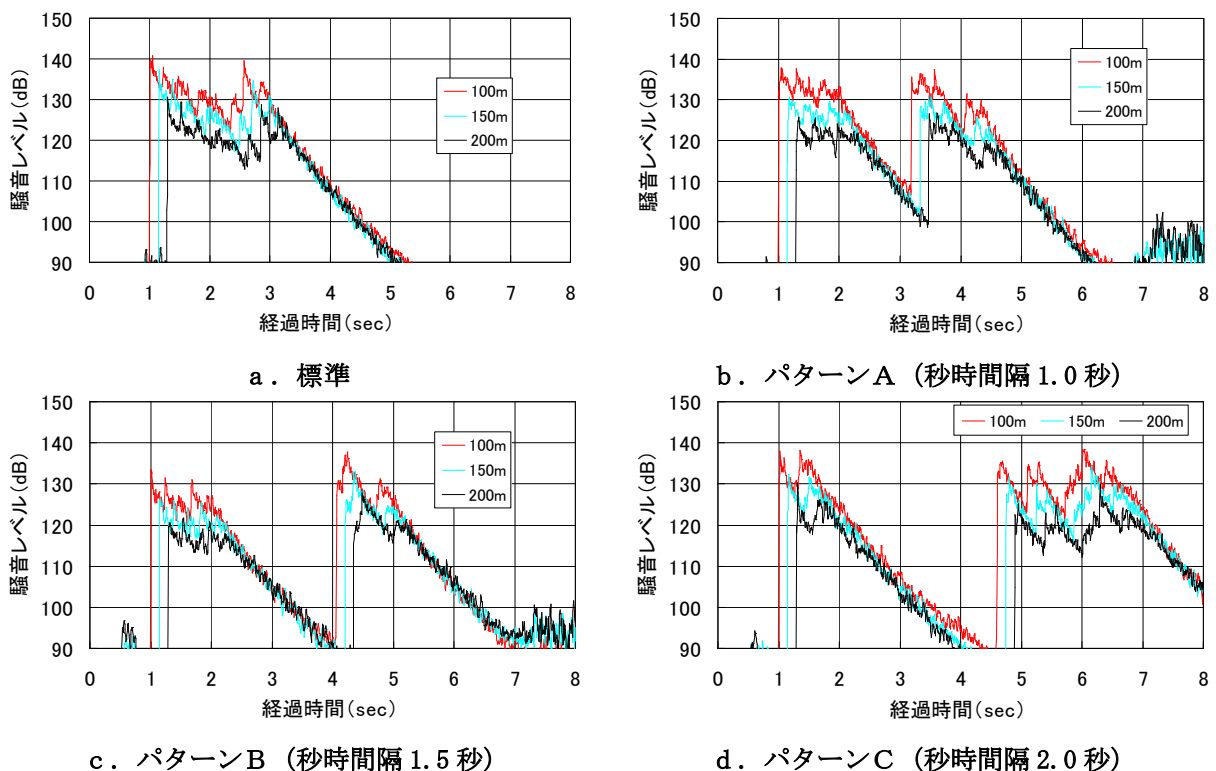 150
140
130
120
110
100
90
騒音レベル(dB)
100m
150m
200m
0 1 2 3 4 5 6 7 8
経過時間(sec)
a．標準
150
140
130
120
110
100
90
騒音レベル(dB)
100m
150m
200m
0 1 2 3 4 5 6 7 8
経過時間(sec)
b．パターンA（秒時間隔 1.0 秒）
150
140
130
120
110
100
90
騒音レベル(dB)
100m
150m
200m
0 1 2 3 4 5 6 7 8
経過時間(sec)
c．パターンB（秒時間隔 1.5 秒）
150
140
130
120
110
100
90
騒音レベル(dB)
100m 150m 200m
0 1 2 3 4 5 6 7 8
経過時間(sec)
d．パターンC（秒時間隔 2.0 秒）